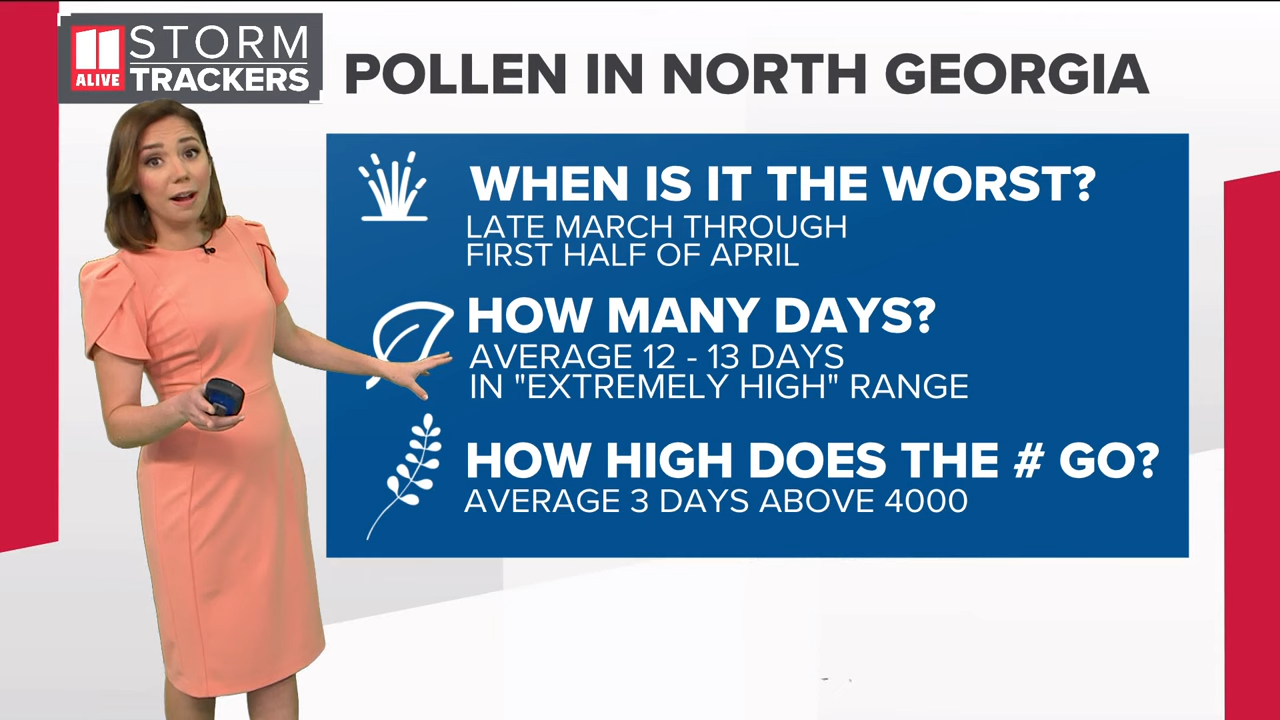 11 ALIVE
STORM
TRACKERS
POLLEN IN NORTH GEORGIA
WHEN IS IT THE WORST?
LATE MARCH THROUGH
FIRST HALF OF APRIL
HOW MANY DAYS?
AVERAGE 12 - 13 DAYS
IN "EXTREMELY HIGH" RANGE
HOW HIGH DOES THE # GO?
AVERAGE 3 DAYS ABOVE 4000